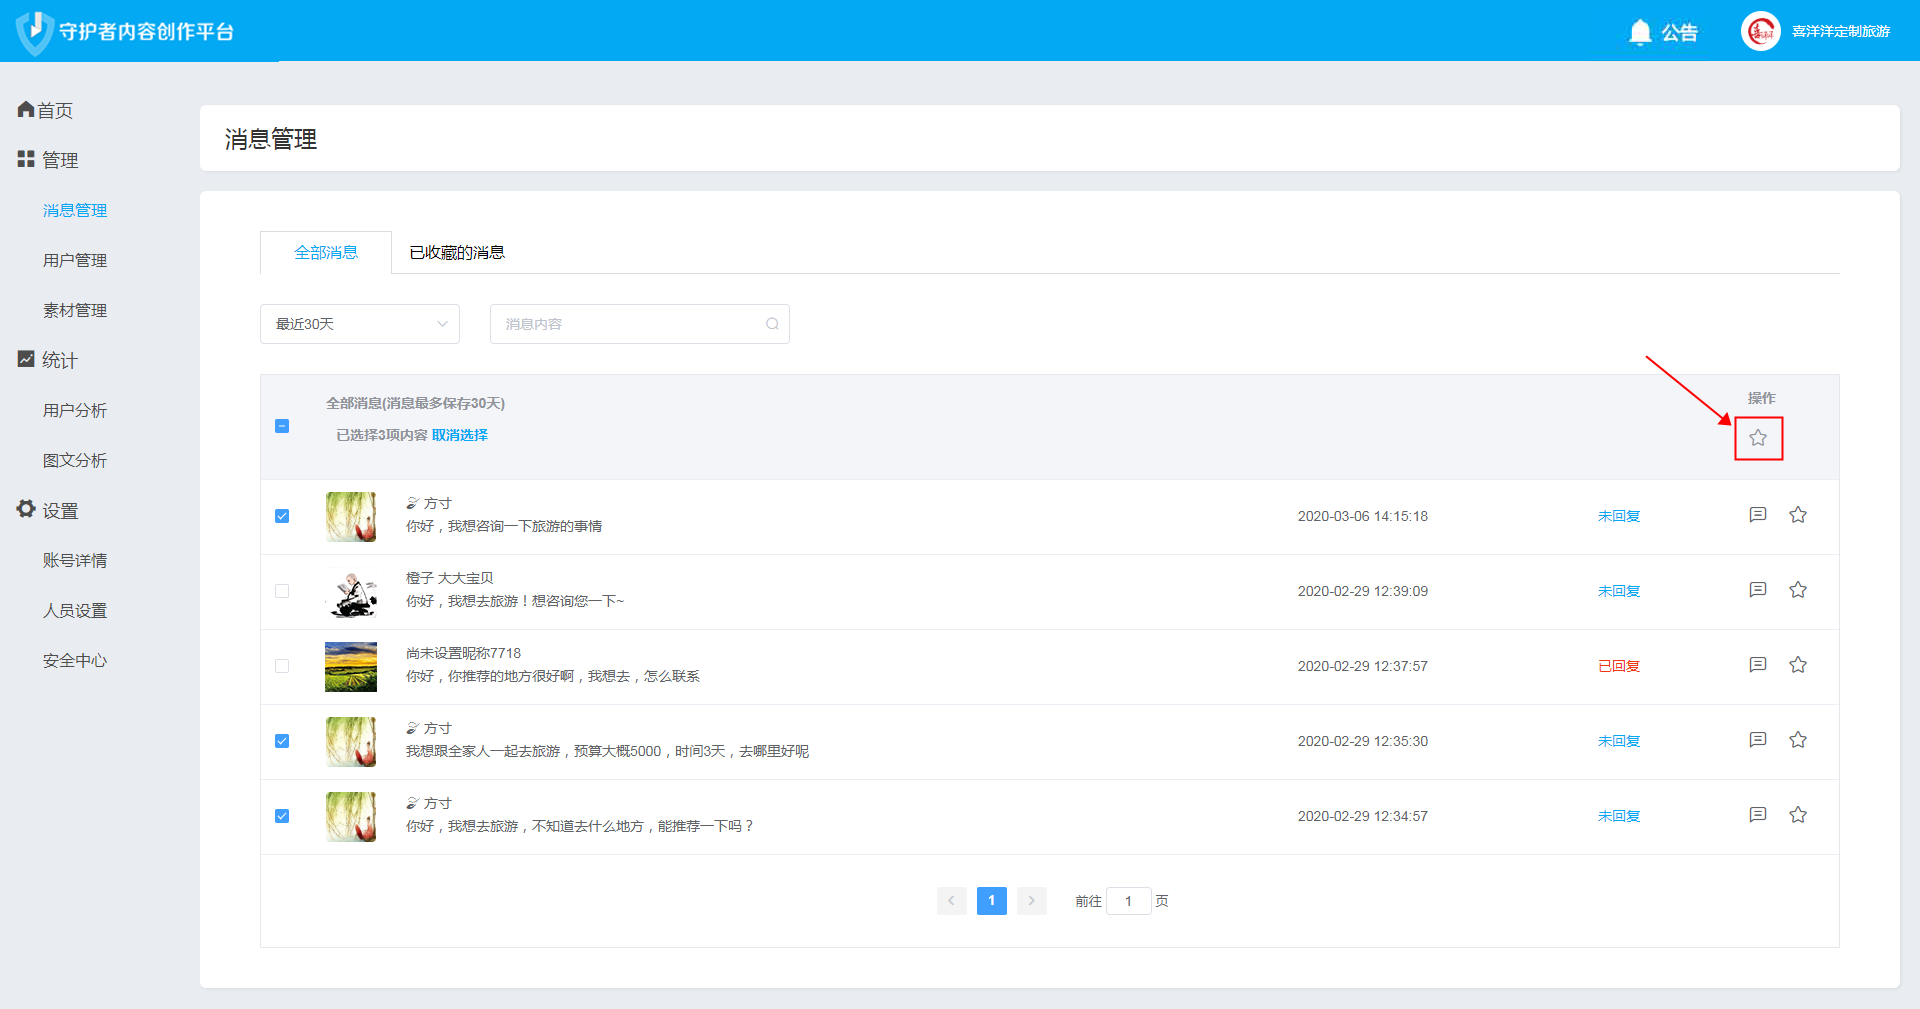 守护者内容创作平台
公告
喜洋洋定制旅游
首页
管理
消息管理
用户管理
素材管理
统计
用户分析
图文分析
设置
账号详情
人员设置
安全中心
消息管理
全部消息 已收藏的消息
最近30天 消息内容
全部消息(消息最多保存30天) 操作
已选择3项内容 取消选择
方寸
你好，我想咨询一下旅游的事情 2020-03-06 14:15:18 未回复
橙子 大大宝贝
你好，我想去旅游！想咨询您一下~ 2020-02-29 12:39:09 未回复
尚未设置昵称7718
你好，你推荐的地方很好啊，我想去，怎么联系 2020-02-29 12:37:57 已回复
方寸
我想跟全家人一起去旅游，预算大概5000，时间3天，去哪里好呢 2020-02-29 12:35:30 未回复
方寸
你好，我想去旅游，不知道去什么地方，能推荐一下吗？ 2020-02-29 12:34:57 未回复
1 前往 1 页